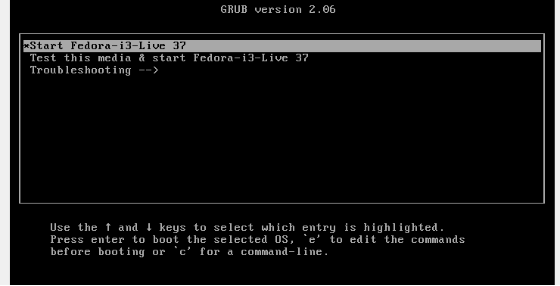 GRUB version 2.06
*Start Fedora-i3-Live 37
Test this media & start Fedora-i3-Live 37
Troubleshooting -->
Use the ↑ and ↓ keys to select which entry is highlighted.
Press enter to boot the selected OS, `e' to edit the commands
before booting or `c' for a command-line.